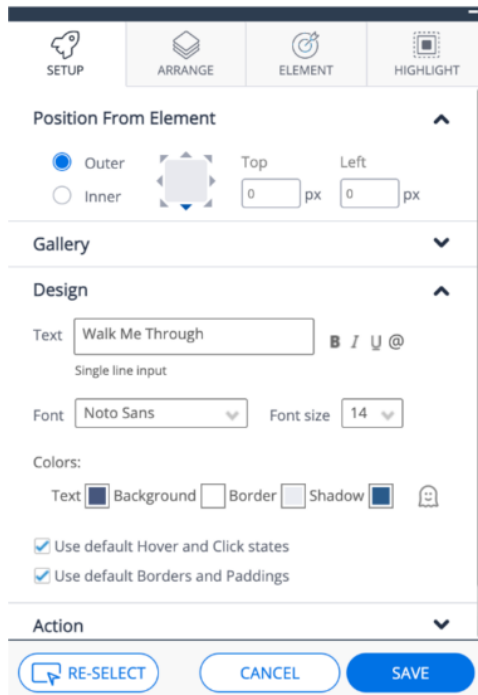 SETUP ARRANGE ELEMENT HIGHLIGHT
Position From Element
Outer Top Left
0 px 0 px
Inner
Gallery
Design
Text Walk Me Through B I U @
Single line input
Font Noto Sans Font size 14
Colors:
Text Background Border Shadow
Use default Hover and Click states
Use default Borders and Paddings
Action
RE-SELECT CANCEL SAVE